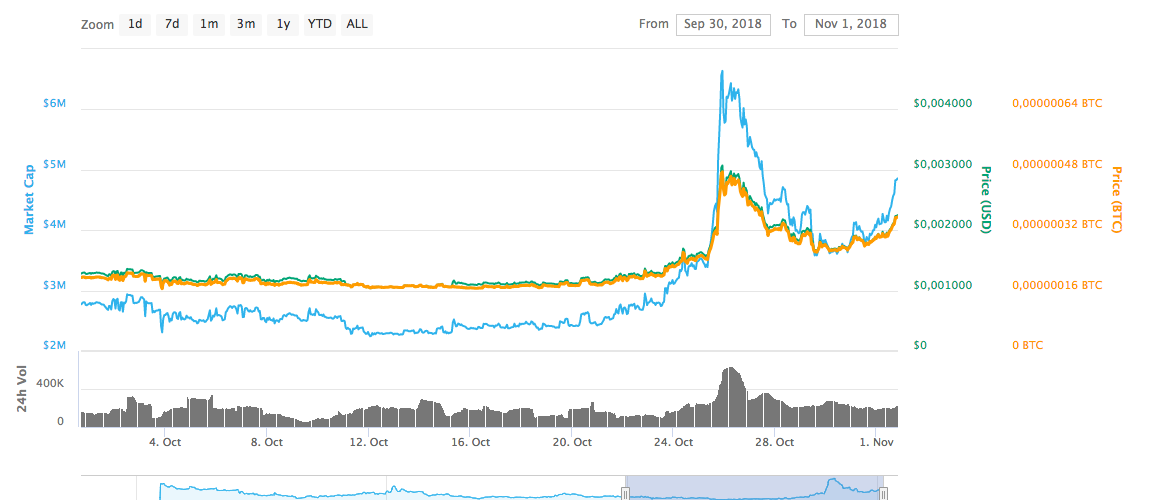 Zoom 1d 7d 1m 3m 1y YTD ALL From Sep 30, 2018 To Nov 1, 2018
$6M $0,004000 0,00000064 BTC
$5M $0,003000 0,00000048 BTC
Market Cap Price (USD) Price (BTC)
$4M $0,002000 0,00000032 BTC
$3M $0,001000 0,00000016 BTC
$2M $0 0 BTC
24h Vol
400K
0
4. Oct 8. Oct 12. Oct 16. Oct 20. Oct 24. Oct 28. Oct 1. Nov